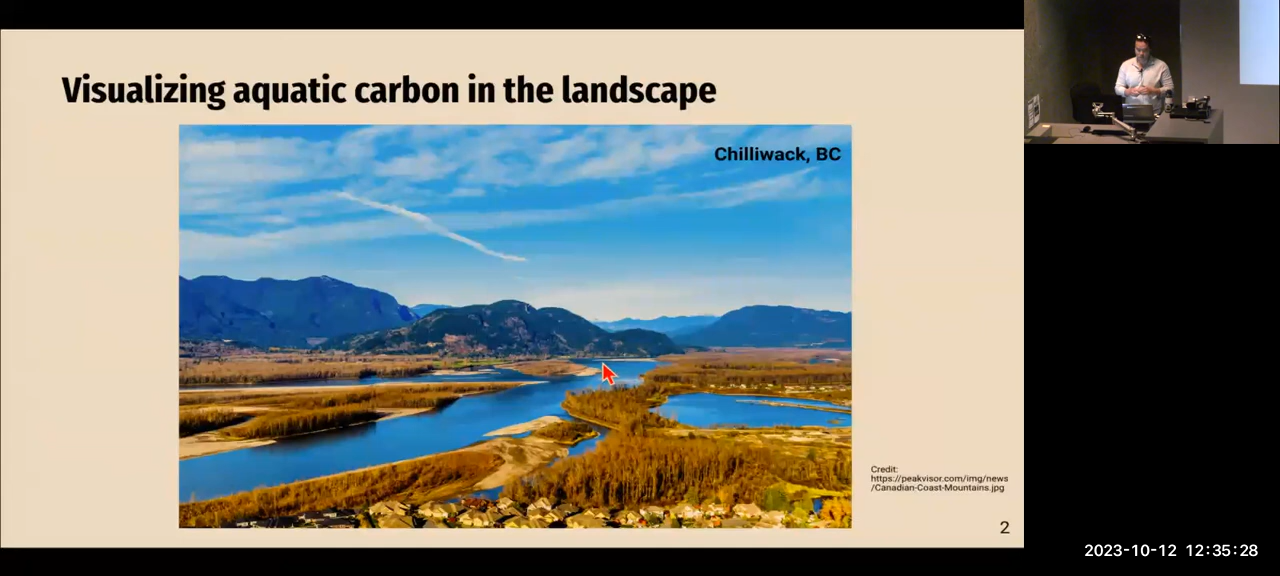 Visualizing aquatic carbon in the landscape
Chilliwack, BC
Credit:
https://peakvisor.com/img/news
/Canadian-Coast-Mountains.jpg
2
2023-10-12 12:35:28